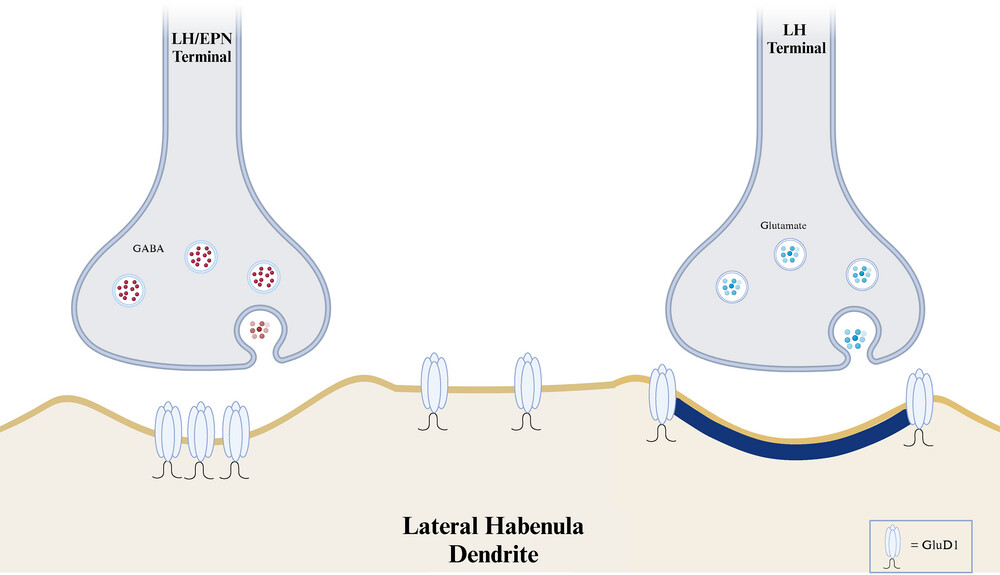 LH/EPN
Terminal
LH
Terminal
GABA
Glutamate
Lateral Habenula
Dendrite
= GluD1